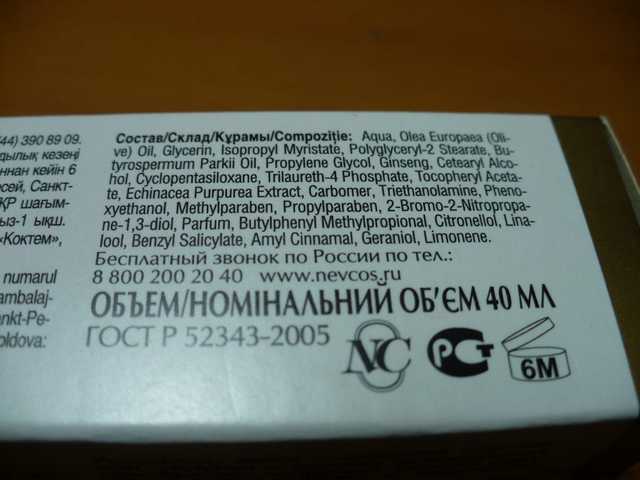 44) 390 89 09.
дылық кезеңі
ннан кейін 6
сей, Санкт-
ҚР шағым-
ыз-1 ықш.
«Коктем»,
numarul
ambalaj-
ankt-Pe-
oldova:
Состав/Склад/Құрамы/Compoziţie: Aqua, Olea Europaea (Oli-
ve) Oil, Glycerin, Isopropyl Myristate, Polyglyceryl-2 Stearate, Bu-
tyrospermum Parkii Oil, Propylene Glycol, Ginseng, Cetearyl Alco-
hol, Cyclopentasiloxane, Trilaureth-4 Phosphate, Tocopheryl Aceta-
te, Echinacea Purpurea Extract, Carbomer, Triethanolamine, Pheno-
xyethanol, Methylparaben, Propylparaben, 2-Bromo-2-Nitropropa-
ne-1,3-diol, Parfum, Butylphenyl Methylpropional, Citronellol, Lina-
lool, Benzyl Salicylate, Amyl Cinnamal, Geraniol, Limonene.
Бесплатный звонок по России по тел.:
8 800 200 20 40 www.nevcos.ru
ОБЪЕМ/НОМІНАЛЬНИЙ ОБ'ЄМ 40 МЛ
ГОСТ Р 52343-2005
NC
РСТ
6M